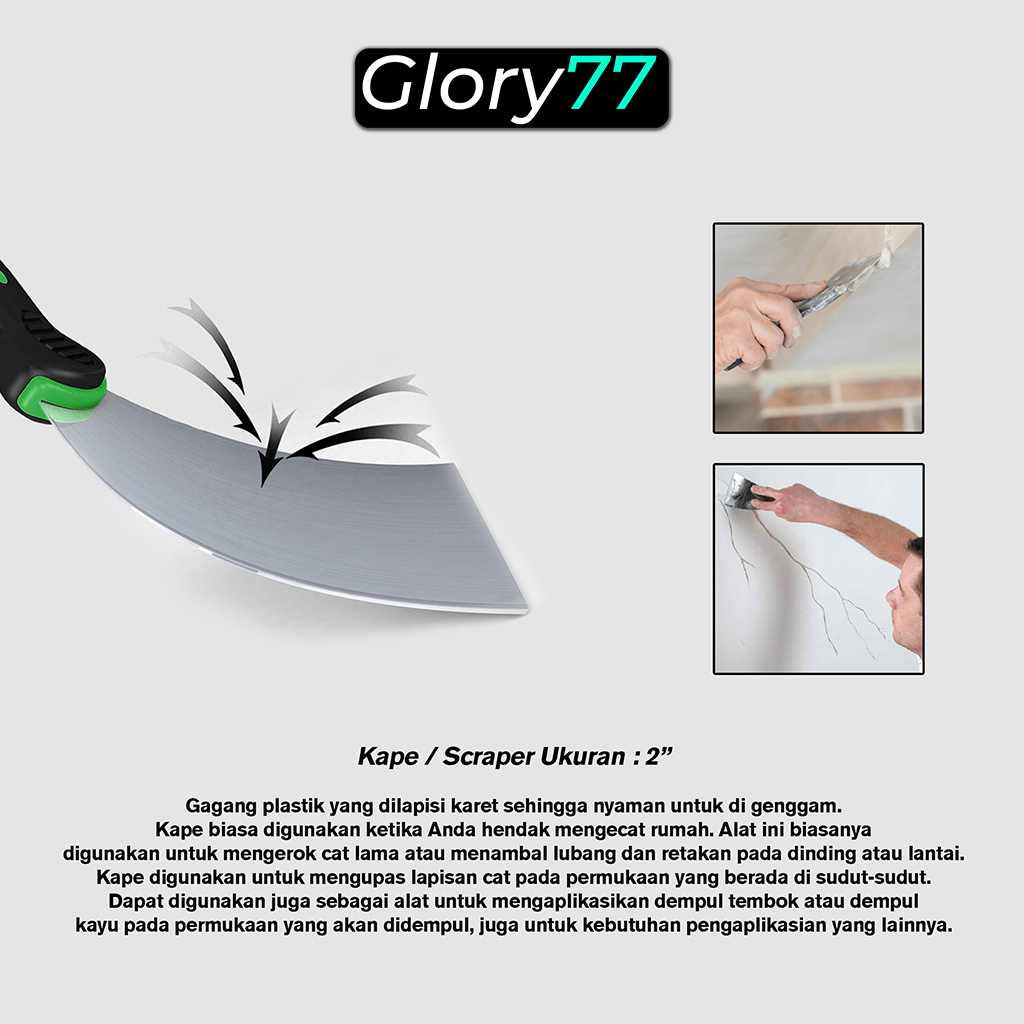 Glory77
Kape / Scraper Ukuran : 2”
Gagang plastik yang dilapisi karet sehingga nyaman untuk di genggam.
Kape biasa digunakan ketika Anda hendak mengecat rumah. Alat ini biasanya
digunakan untuk mengerok cat lama atau menambal lubang dan retakan pada dinding atau lantai.
Kape digunakan untuk mengupas lapisan cat pada permukaan yang berada di sudut-sudut.
Dapat digunakan juga sebagai alat untuk mengaplikasikan dempul tembok atau dempul
kayu pada permukaan yang akan didempul, juga untuk kebutuhan pengaplikasian yang lainnya.